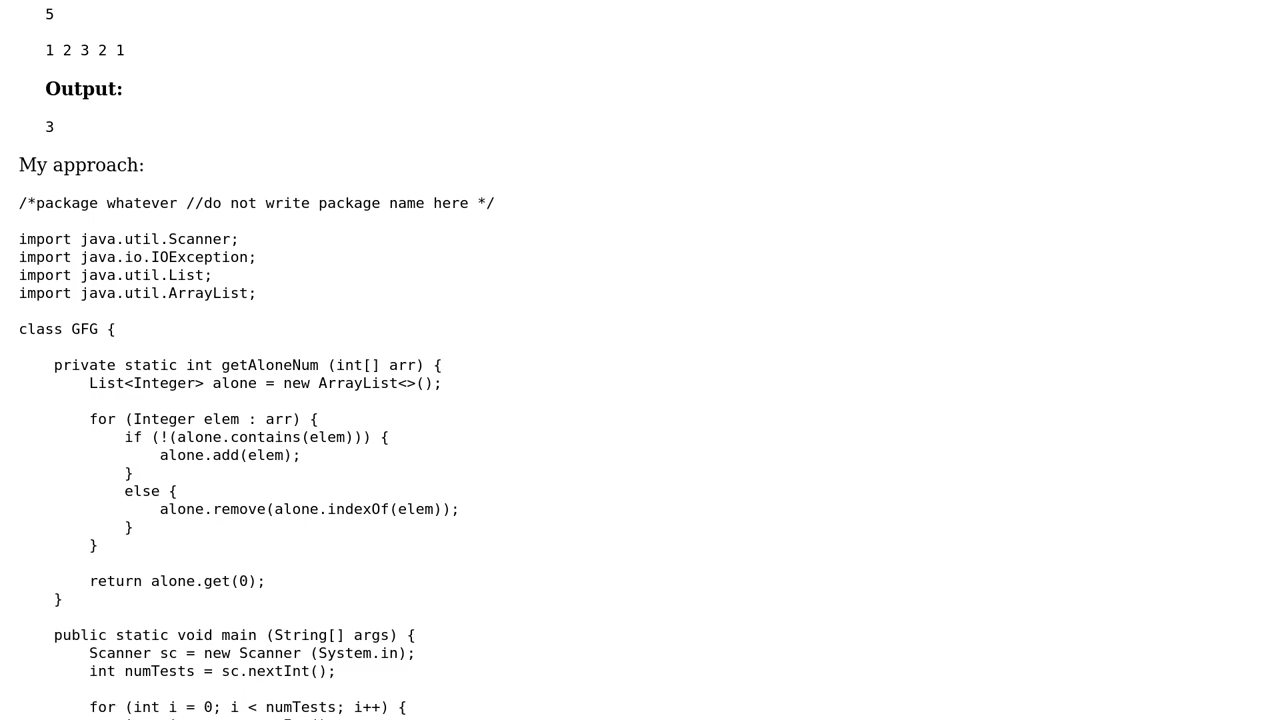 5
1 2 3 2 1
Output:
3
My approach:
/*package whatever //do not write package name here */
import java.util.Scanner;
import java.io.IOException;
import java.util.List;
import java.util.ArrayList;
class GFG {
    private static int getAloneNum (int[] arr) {
        List<Integer> alone = new ArrayList<>();
        for (Integer elem : arr) {
            if (!(alone.contains(elem))) {
                alone.add(elem);
            }
            else {
                alone.remove(alone.indexOf(elem));
            }
        }
        return alone.get(0);
    }
    public static void main (String[] args) {
        Scanner sc = new Scanner (System.in);
        int numTests = sc.nextInt();
        for (int i = 0; i < numTests; i++) {